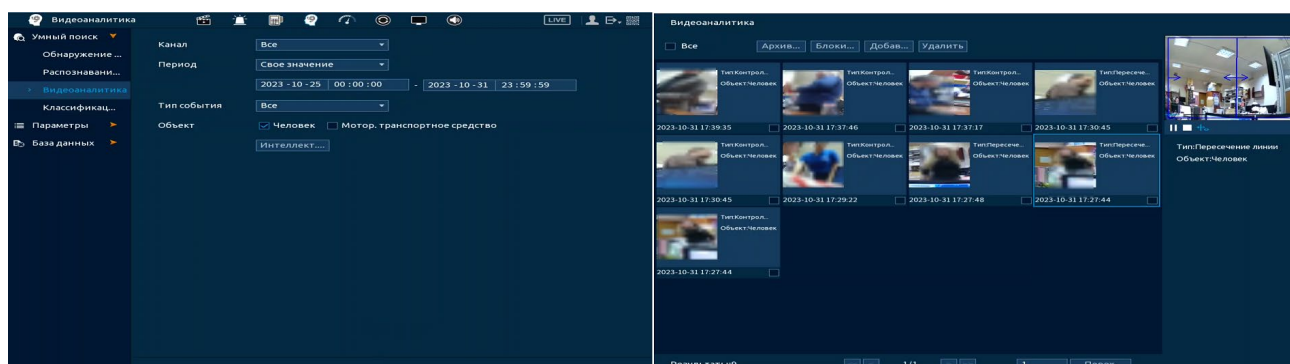 Видеоаналитика
LIVE
Умный поиск
Обнаружение ...
Распознавани...
Видеоаналитика
Классификац...
Параметры
База данных
Канал
Все
Период
Свое значение
2023 - 10 - 25 00 : 00 : 00 - 2023 - 10 - 31 23 : 59 : 59
Тип события
Все
Объект
Человек Мотор. транспортное средство
Интеллект....
Видеоаналитика
Все Архив... Блоки... Добав... Удалить
Тип:Контрол.. Тип:Контрол.. Тип:Контрол.. Тип:Пересече..
Объект:Человек Объект:Человек Объект:Человек Объект:Человек
2023-10-31 17:39:35 2023-10-31 17:37:46 2023-10-31 17:37:17 2023-10-31 17:30:45
Тип:Контрол.. Тип:Контрол.. Тип:Пересече.. Тип:Пересече..
Объект:Человек Объект:Человек Объект:Человек Объект:Человек
2023-10-31 17:30:45 2023-10-31 17:29:22 2023-10-31 17:27:48 2023-10-31 17:27:44
Тип:Контрол..
Объект:Человек
2023-10-31 17:27:44
Тип:Пересечение линии
Объект:Человек
1/1
1